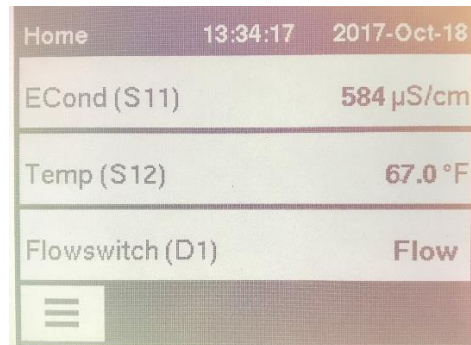 Home 13:34:17 2017-Oct-18
ECond (S11) 584 µS/cm
Temp (S12) 67.0 °F
Flowswitch (D1) Flow